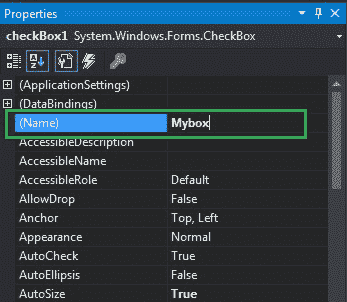 Properties
checkBox1 System.Windows.Forms.CheckBox
(ApplicationSettings)
(DataBindings)
(Name) Mybox
AccessibleDescription
AccessibleName
AccessibleRole Default
AllowDrop False
Anchor Top, Left
Appearance Normal
AutoCheck True
AutoEllipsis False
AutoSize True